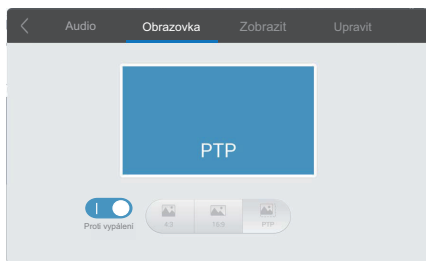 Audio Obrazovka Zobrazit Upravit
PTP
Proti vypálení 4:3 16:9 PTP